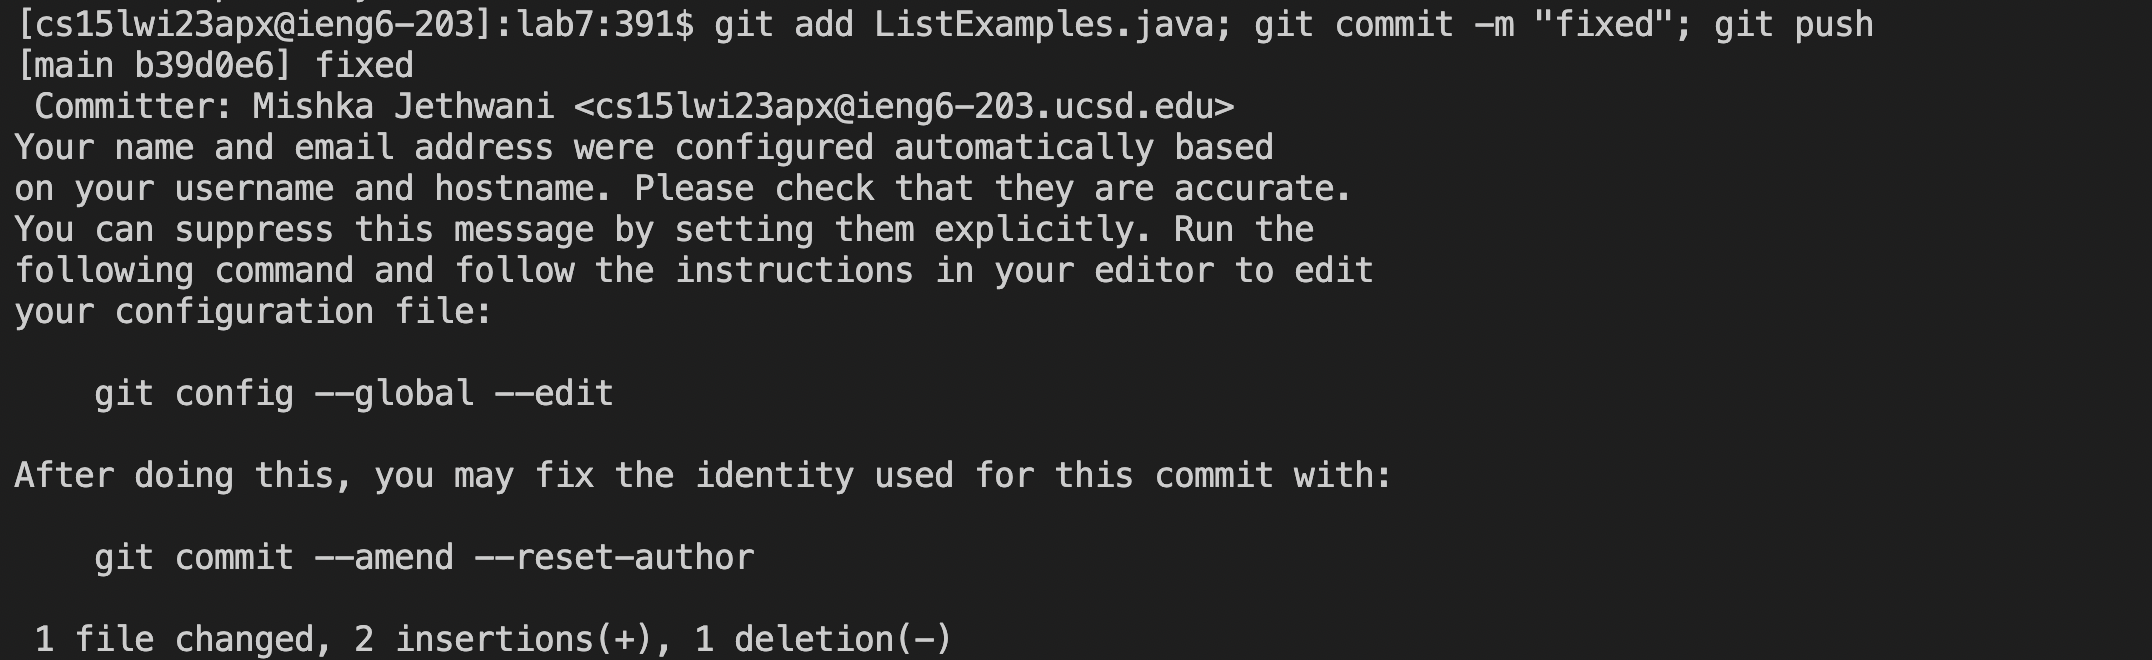 [cs15lwi23apx@ieng6-203]:lab7:391$ git add ListExamples.java; git commit -m "fixed"; git push
[main b39d0e6] fixed
 Committer: Mishka Jethwani <cs15lwi23apx@ieng6-203.ucsd.edu>
Your name and email address were configured automatically based
on your username and hostname. Please check that they are accurate.
You can suppress this message by setting them explicitly. Run the
following command and follow the instructions in your editor to edit
your configuration file:

    git config --global --edit

After doing this, you may fix the identity used for this commit with:

    git commit --amend --reset-author

 1 file changed, 2 insertions(+), 1 deletion(-)